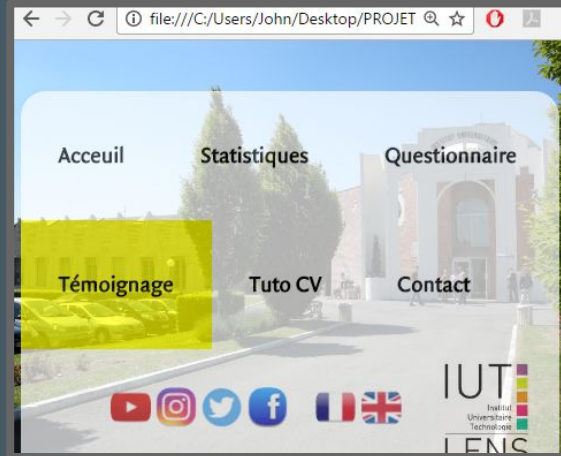 file:///C:/Users/John/Desktop/PROJET
Acceuil Statistiques Questionnaire
Témoignage Tuto CV Contact
IUT
Institut
Universitaire
Technologie
LENS